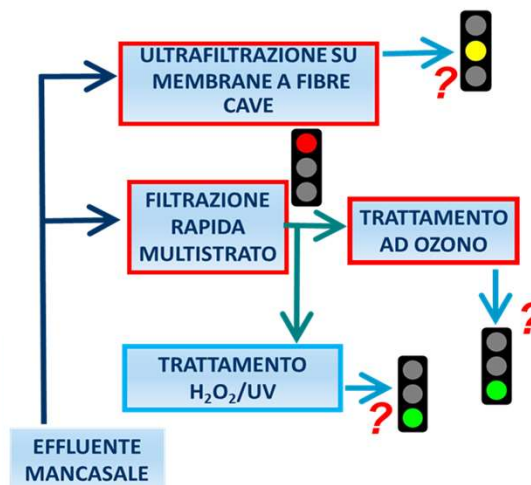 ULTRAFILTRAZIONE SU
MEMBRANE A FIBRE
CAVE
?
FILTRAZIONE
RAPIDA
MULTISTRATO
TRATTAMENTO
AD OZONO
?
TRATTAMENTO
H₂O₂/UV
?
EFFLUENTE
MANCASALE